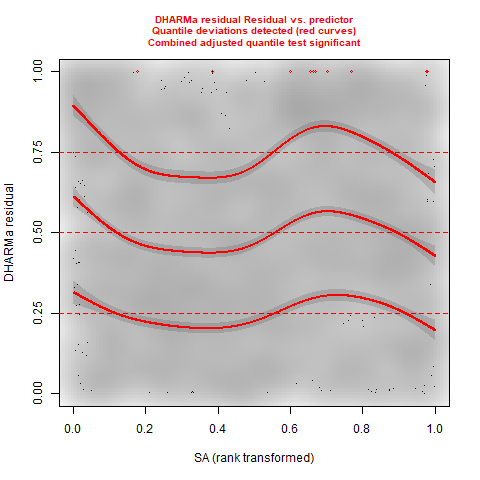 DHARMa residual Residual vs. predictor
Quantile deviations detected (red curves)
Combined adjusted quantile test significant
1.00
0.75
0.50
0.25
0.00
DHARMa residual
0.0 0.2 0.4 0.6 0.8 1.0
SA (rank transformed)